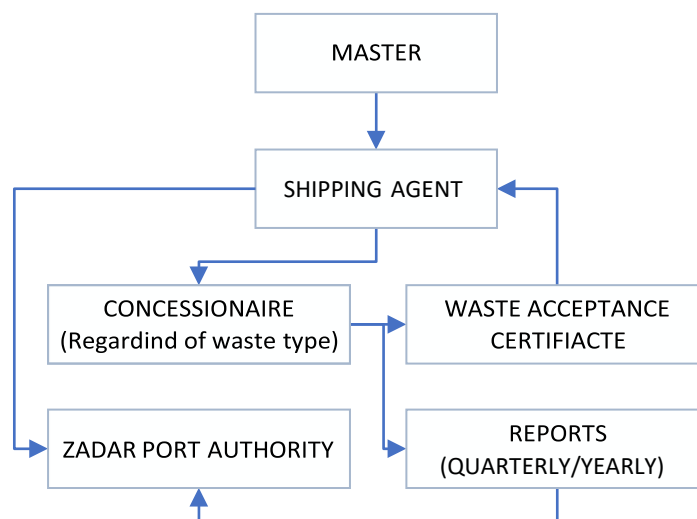 MASTER
SHIPPING AGENT
CONCESSIONAIRE
(Regardind of waste type)
WASTE ACCEPTANCE
CERTIFIACTE
ZADAR PORT AUTHORITY
REPORTS
(QUARTERLY/YEARLY)